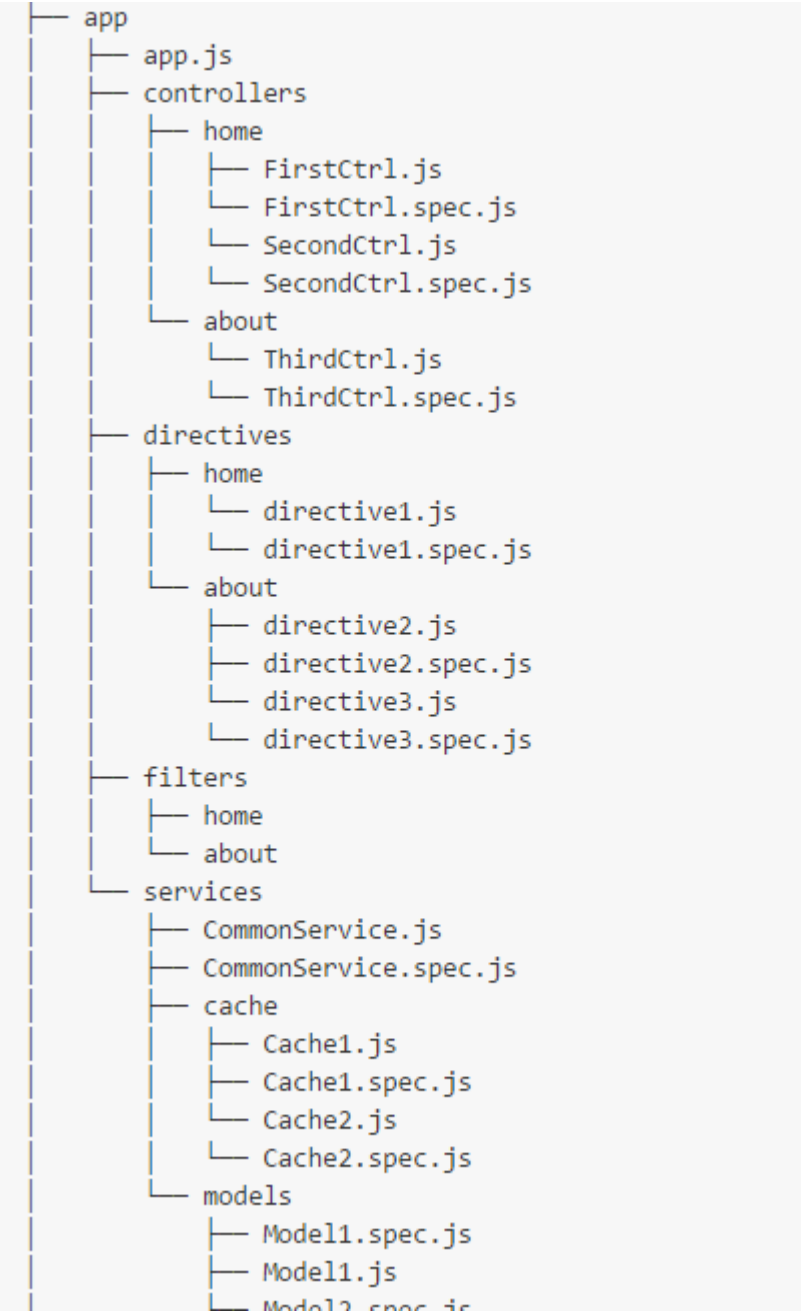 ├── app
│   ├── app.js
│   ├── controllers
│   │   ├── home
│   │   │   ├── FirstCtrl.js
│   │   │   └── FirstCtrl.spec.js
│   │   │   └── SecondCtrl.js
│   │   │   └── SecondCtrl.spec.js
│   │   └── about
│   │       └── ThirdCtrl.js
│   │       └── ThirdCtrl.spec.js
│   ├── directives
│   │   ├── home
│   │   │   └── directive1.js
│   │   │   └── directive1.spec.js
│   │   └── about
│   │       ├── directive2.js
│   │       ├── directive2.spec.js
│   │       └── directive3.js
│   │       └── directive3.spec.js
│   ├── filters
│   │   ├── home
│   │   └── about
│   └── services
│       ├── CommonService.js
│       ├── CommonService.spec.js
│       ├── cache
│       │   ├── Cache1.js
│       │   ├── Cache1.spec.js
│       │   └── Cache2.js
│       │   └── Cache2.spec.js
│       └── models
│           ├── Model1.spec.js
│           ├── Model1.js
│           └── Model2.spec.js